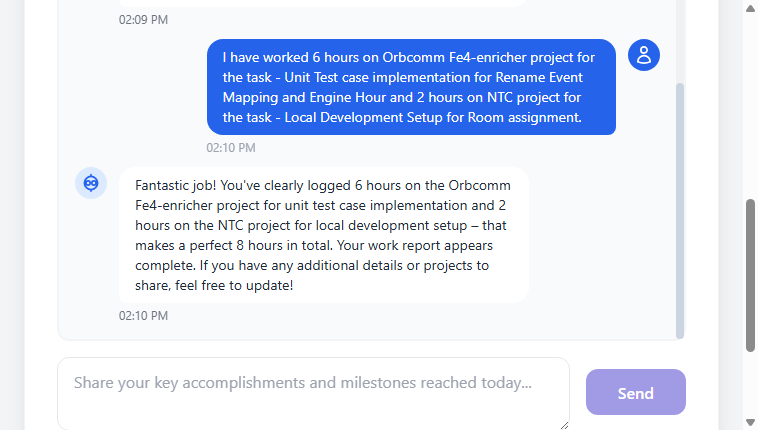 02:09 PM
I have worked 6 hours on Orbcomm Fe4-enricher project for
the task - Unit Test case implementation for Rename Event
Mapping and Engine Hour and 2 hours on NTC project for
the task - Local Development Setup for Room assignment.
02:10 PM
Fantastic job! You've clearly logged 6 hours on the Orbcomm
Fe4-enricher project for unit test case implementation and 2
hours on the NTC project for local development setup – that
makes a perfect 8 hours in total. Your work report appears
complete. If you have any additional details or projects to
share, feel free to update!
02:10 PM
Share your key accomplishments and milestones reached today...
Send